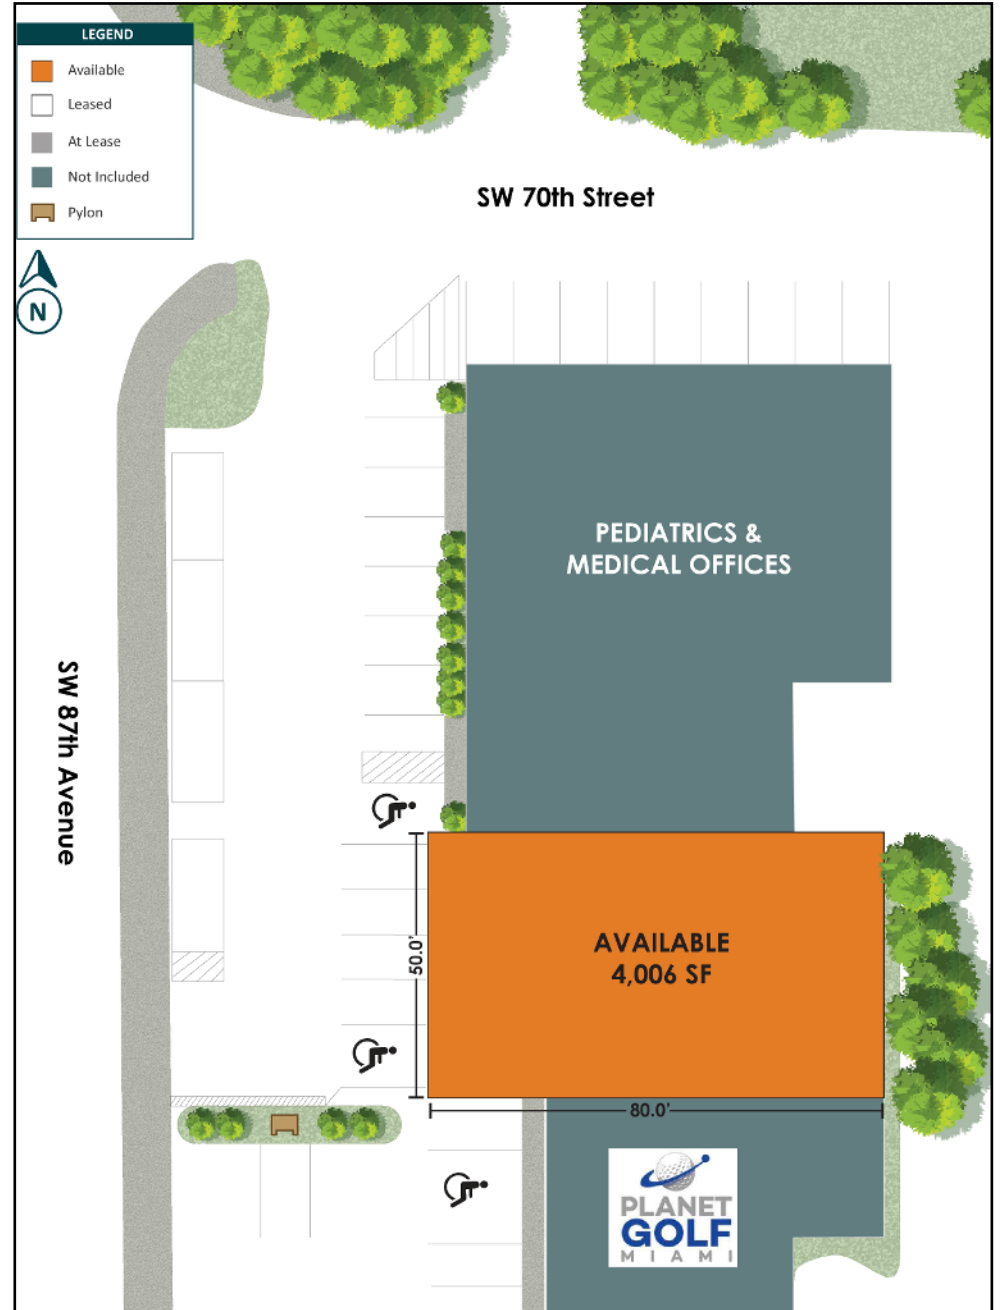 LEGEND
Available
Leased
At Lease
Not Included
Pylon
N
SW 70th Street
PEDIATRICS &
MEDICAL OFFICES
SW 87th Avenue
50.0'
AVAILABLE
4,006 SF
80.0'
PLANET
GOLF
MIAMI